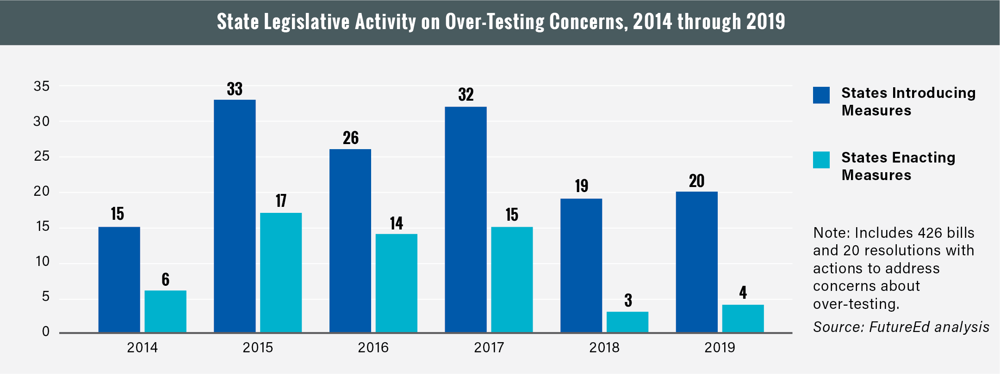 State Legislative Activity on Over-Testing Concerns, 2014 through 2019
35
30
25
20
15
10
5
0
15
6
33
17
26
14
32
15
19
3
20
4
2014
2015
2016
2017
2018
2019
States Introducing
Measures
States Enacting
Measures
Note: Includes 426 bills
and 20 resolutions with
actions to address
concerns about
over-testing.
Source: FutureEd analysis